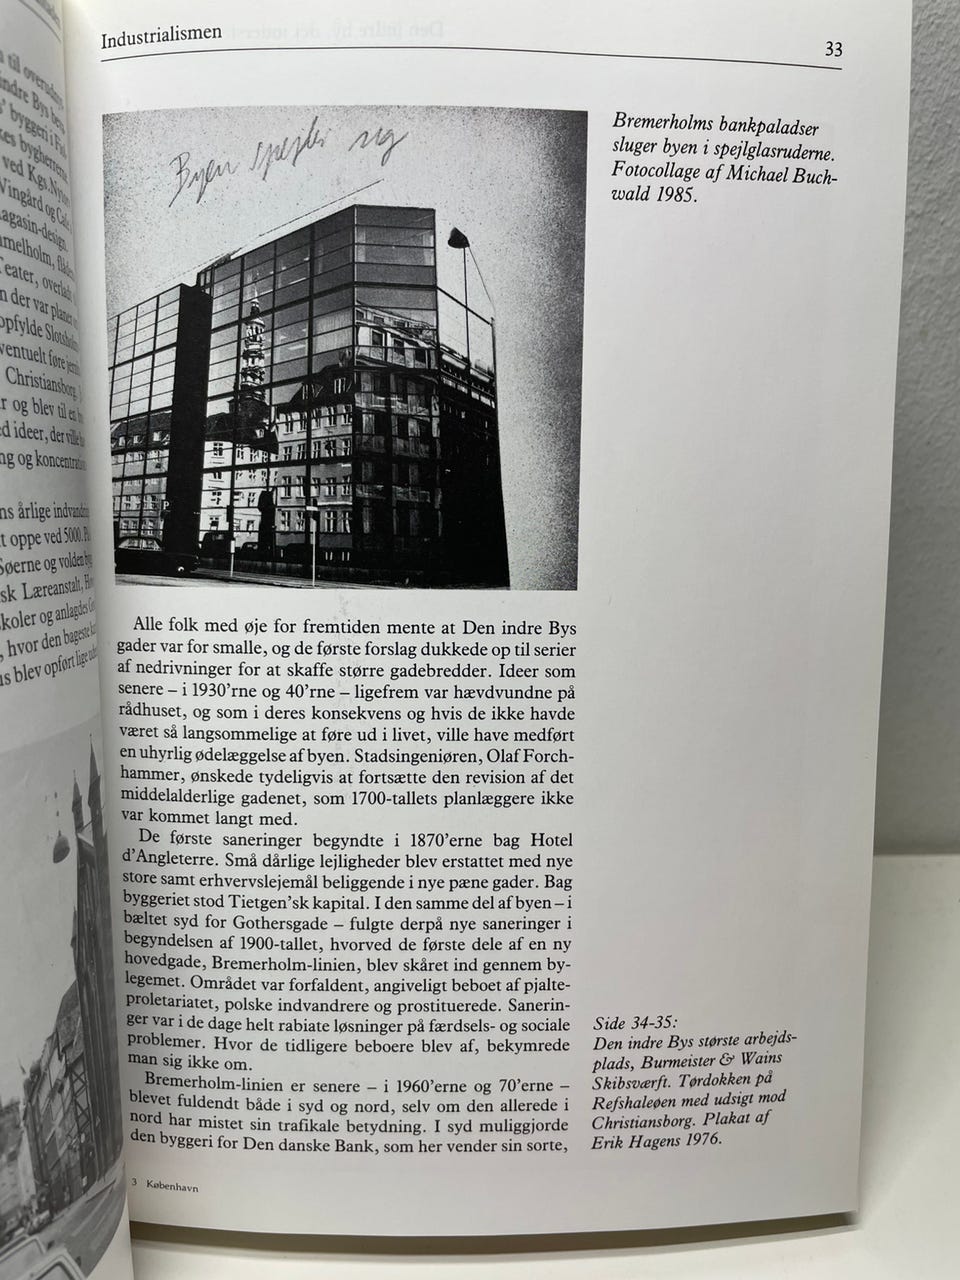 Industrialismen
33
Byen spejler sig
Bremerholms bankpaladser
sluger byen i spejlglasruderne.
Fotocollage af Michael Buch-
wald 1985.
Alle folk med øje for fremtiden mente at Den indre Bys
gader var for smalle, og de første forslag dukkede op til serier
af nedrivninger for at skaffe større gadebredder. Ideer som
senere – i 1930’rne og 40’rne – ligefrem var hævdvundne på
rådhuset, og som i deres konsekvens og hvis de ikke havde
været så langsommelige at føre ud i livet, ville have medført
en uhyrlig ødelæggelse af byen. Stadsingeniøren, Olaf Forch-
hammer, ønskede tydeligvis at fortsætte den revision af det
middelalderlige gadenet, som 1700-tallets planlæggere ikke
var kommet langt med.
De første saneringer begyndte i 1870’erne bag Hotel
d’Angleterre. Små dårlige lejligheder blev erstattet med nye
store samt erhvervslejemål beliggende i nye pæne gader. Bag
byggeriet stod Tietgen’sk kapital. I den samme del af byen – i
bæltet syd for Gothersgade – fulgte derpå nye saneringer i
begyndelsen af 1900-tallet, hvorved de første dele af en ny
hovedgade, Bremerholm-linien, blev skåret ind gennem by-
legemet. Området var forfaldent, angiveligt beboet af pjalte-
proletariatet, polske indvandrere og prostituerede. Sanerin-
ger var i de dage helt rabiate løsninger på færdsels- og sociale
problemer. Hvor de tidligere beboere blev af, bekymrede
man sig ikke om.
Bremerholm-linien er senere – i 1960’erne og 70’erne –
blevet fuldendt både i syd og nord, selv om den allerede i
nord har mistet sin trafikale betydning. I syd muliggjorde
den byggeri for Den danske Bank, som her vender sin sorte,
Side 34-35:
Den indre Bys største arbejds-
plads, Burmeister & Wains
Skibsværft. Tørdokken på
Refshaleøen med udsigt mod
Christiansborg. Plakat af
Erik Hagens 1976.
3 København